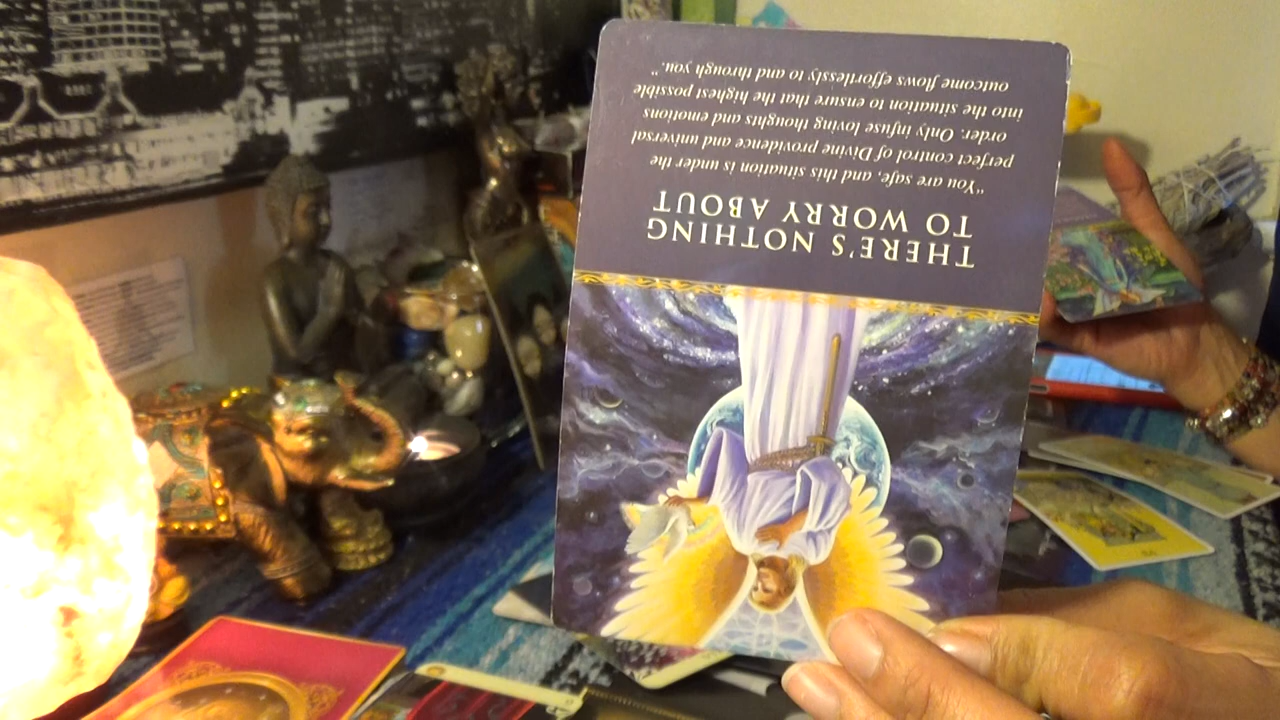 THERE'S NOTHING
TO WORRY ABOUT
"You are safe, and this situation is under the
perfect control of Divine providence and universal
order. Only infuse loving thoughts and emotions
into the situation to ensure that the highest possible
outcome flows effortlessly to and through you."